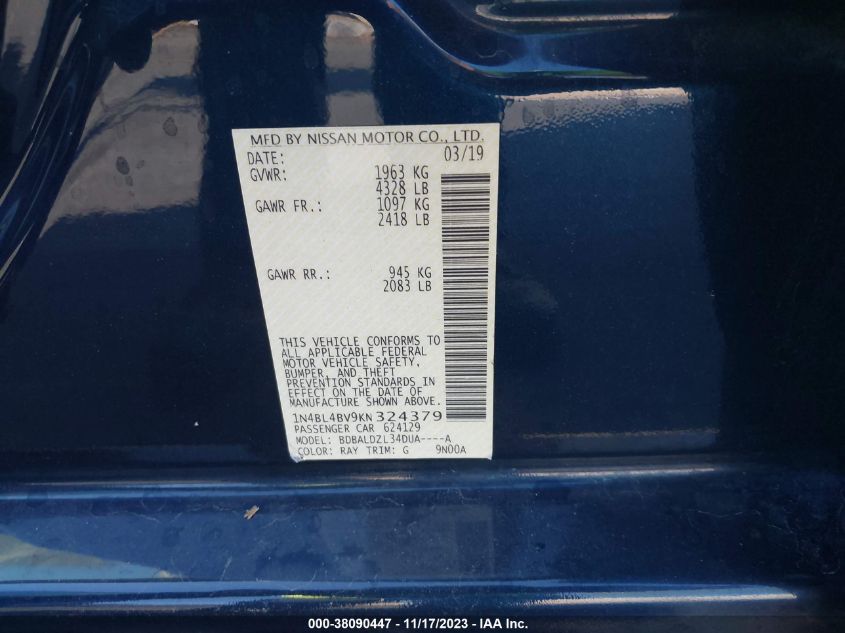 MFD BY NISSAN MOTOR CO., LTD.
DATE: 03/19
GVWR: 1963 KG
4328 LB
GAWR FR.: 1097 KG
2418 LB
GAWR RR.: 945 KG
2083 LB
THIS VEHICLE CONFORMS TO
ALL APPLICABLE FEDERAL
MOTOR VEHICLE SAFETY,
BUMPER, AND THEFT
PREVENTION STANDARDS IN
EFFECT ON THE DATE OF
MANUFACTURE SHOWN ABOVE.
1N4BL4BV9KN324379
PASSENGER CAR 624129
MODEL: BDBALDZL34DUA----A
COLOR: RAY TRIM: G 9N00A
000-38090447 - 11/17/2023 - IAA Inc.